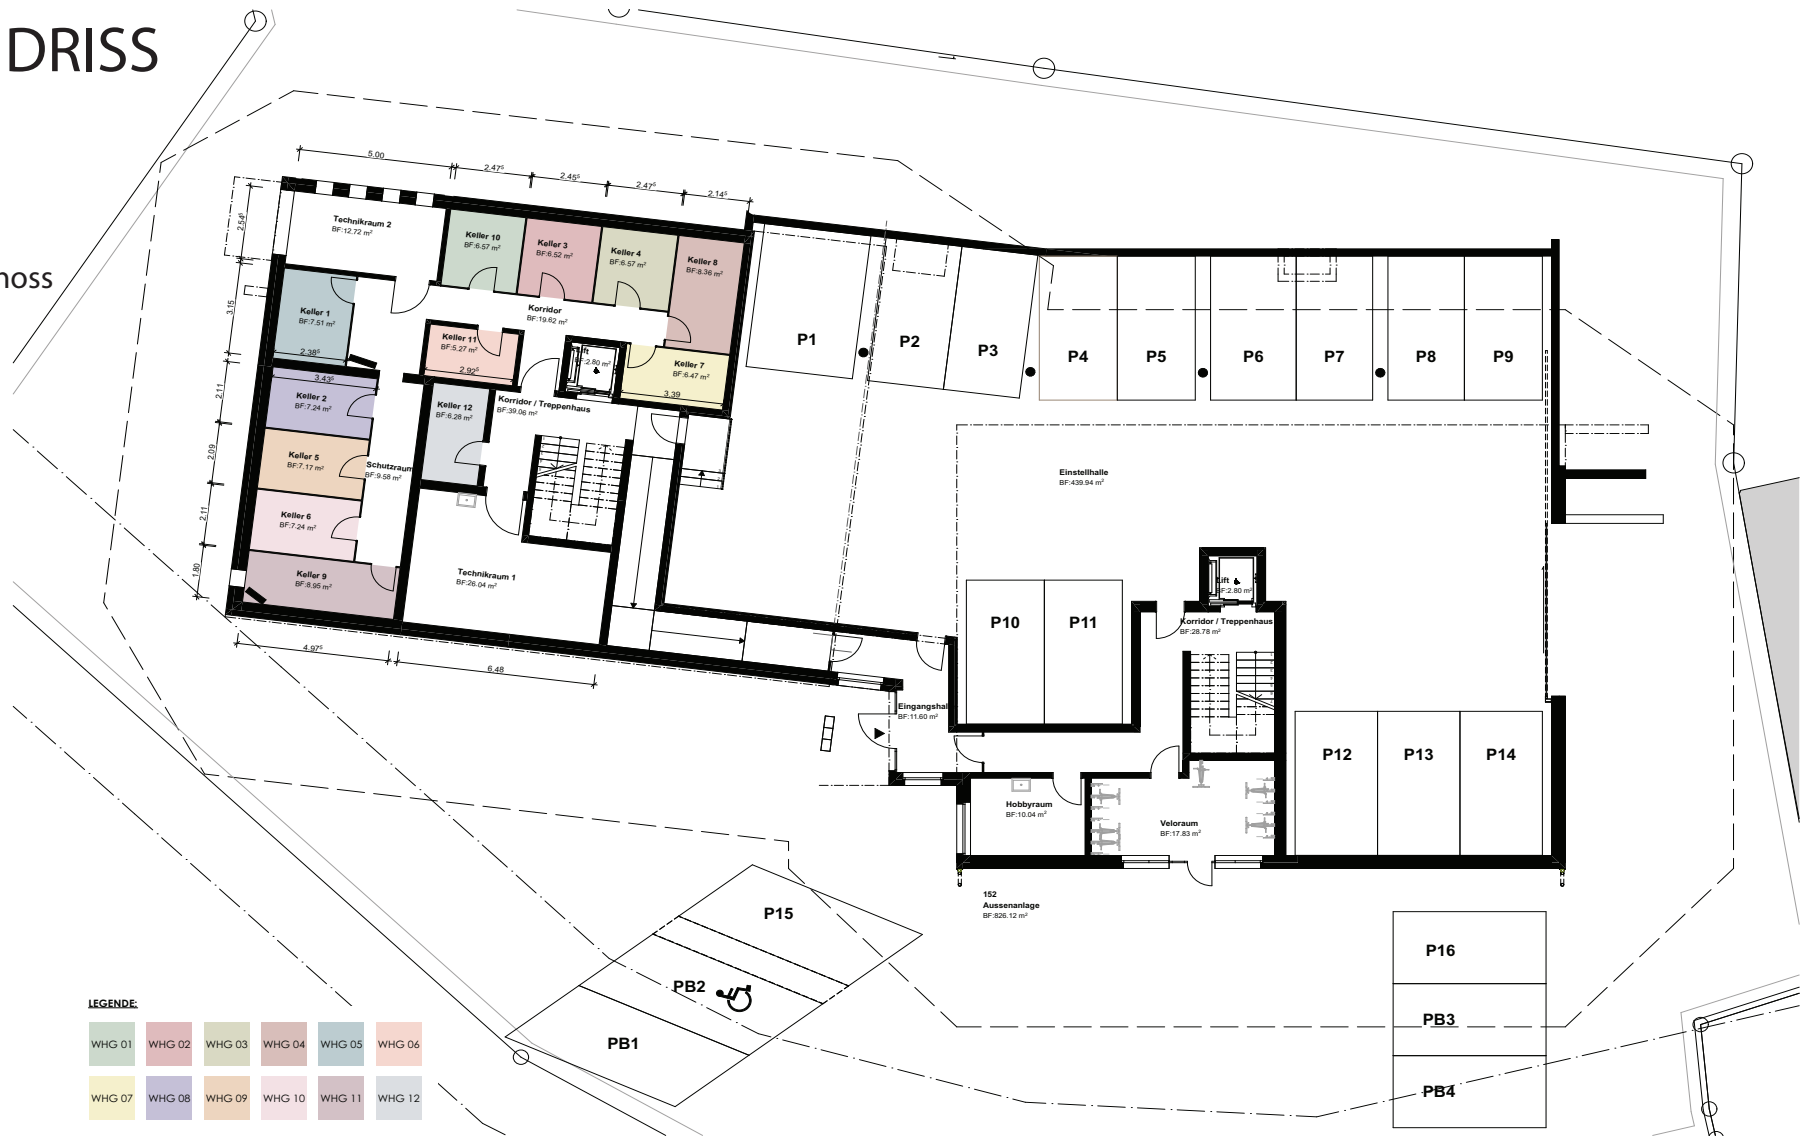 DRISS
noss
5.00
2.47⁵
2.45⁵
2.47⁵
2.14⁵
2.54⁵
3.15
2.11
2.09
2.11
1.80
4.97⁵
6.48
Technikraum 2
BF:12.72 m²
Keller 10
BF:6.57 m²
Keller 3
BF:6.52 m²
Keller 4
BF:6.57 m²
Keller 8
BF:8.36 m²
Keller 1
BF:7.51 m²
2.38⁵
Korridor
BF:19.62 m²
Keller 11
BF:5.27 m²
2.92⁵
Lift
BF:2.80 m²
Keller 7
BF:6.47 m²
3.39
3.43⁵
Keller 2
BF:7.24 m²
Keller 12
BF:6.28 m²
Korridor / Treppenhaus
BF:39.06 m²
Keller 5
BF:7.17 m²
Schutzraum
BF:9.58 m²
Keller 6
BF:7.24 m²
Keller 9
BF:8.95 m²
Technikraum 1
BF:26.04 m²
P1
P2
P3
P4
P5
P6
P7
P8
P9
Einstellhalle
BF:439.94 m²
P10
P11
Lift
BF:2.80 m²
Korridor / Treppenhaus
BF:28.78 m²
Eingangshal
BF:11.60 m²
P12
P13
P14
Hobbyraum
BF:10.04 m²
Veloraum
BF:17.83 m²
152
Aussenanlage
BF:826.12 m²
P15
PB2
PB1
P16
PB3
PB4
LEGENDE:
WHG 01 WHG 02 WHG 03 WHG 04 WHG 05 WHG 06
WHG 07 WHG 08 WHG 09 WHG 10 WHG 11 WHG 12